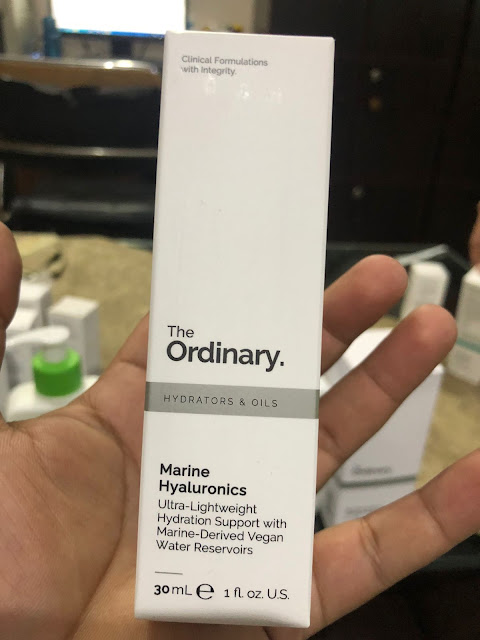 Clinical Formulations
with Integrity.
The
Ordinary.
HYDRATORS & OILS
Marine
Hyaluronics
Ultra-Lightweight
Hydration Support with
Marine-Derived Vegan
Water Reservoirs
30 mL ℮ 1 fl. oz. U.S.